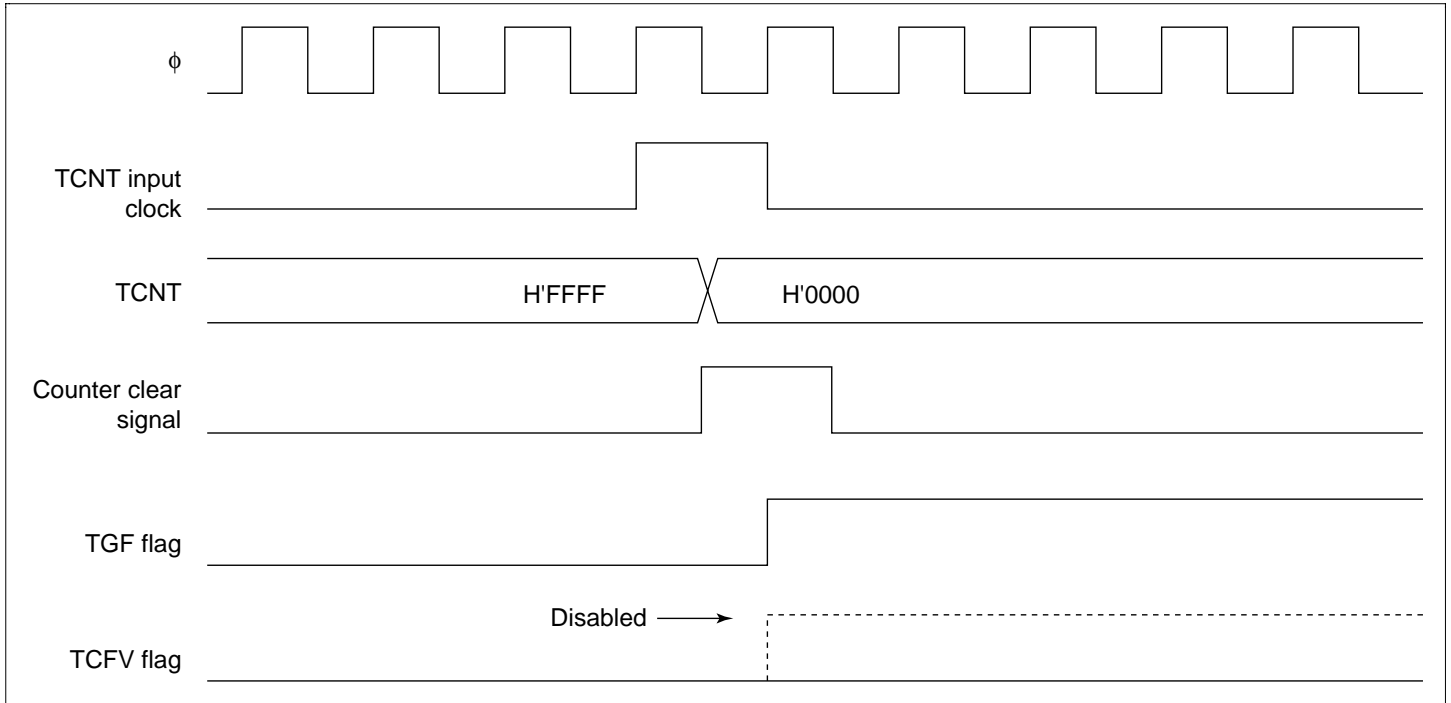 ϕ
TCNT input
clock
TCNT
H'FFFF
H'0000
Counter clear
signal
TGF flag
Disabled
TCFV flag